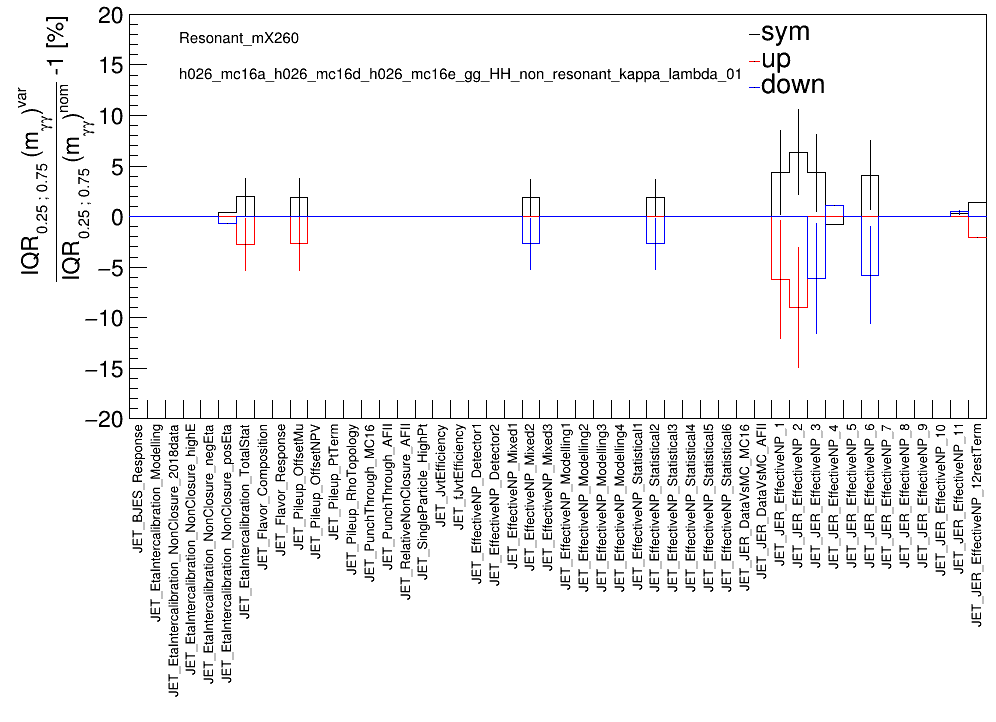 IQR0.25 ; 0.75 (mγγ)var
IQR0.25 ; 0.75 (mγγ)nom -1 [%]
20
15
10
5
0
−5
−10
−15
−20
Resonant_mX260
h026_mc16a_h026_mc16d_h026_mc16e_gg_HH_non_resonant_kappa_lambda_01
sym
up
down
JET_BJES_Response
JET_EtaIntercalibration_Modelling
JET_EtaIntercalibration_NonClosure_2018data
JET_EtaIntercalibration_NonClosure_highE
JET_EtaIntercalibration_NonClosure_negEta
JET_EtaIntercalibration_NonClosure_posEta
JET_EtaIntercalibration_TotalStat
JET_Flavor_Composition
JET_Flavor_Response
JET_Pileup_OffsetMu
JET_Pileup_OffsetNPV
JET_Pileup_PtTerm
JET_Pileup_RhoTopology
JET_PunchThrough_MC16
JET_PunchThrough_AFII
JET_RelativeNonClosure_AFII
JET_SingleParticle_HighPt
JET_JvtEfficiency
JET_fJvtEfficiency
JET_EffectiveNP_Detector1
JET_EffectiveNP_Detector2
JET_EffectiveNP_Mixed1
JET_EffectiveNP_Mixed2
JET_EffectiveNP_Mixed3
JET_EffectiveNP_Modelling1
JET_EffectiveNP_Modelling2
JET_EffectiveNP_Modelling3
JET_EffectiveNP_Modelling4
JET_EffectiveNP_Statistical1
JET_EffectiveNP_Statistical2
JET_EffectiveNP_Statistical3
JET_EffectiveNP_Statistical4
JET_EffectiveNP_Statistical5
JET_EffectiveNP_Statistical6
JET_JER_DataVsMC_MC16
JET_JER_DataVsMC_AFII
JET_JER_EffectiveNP_1
JET_JER_EffectiveNP_2
JET_JER_EffectiveNP_3
JET_JER_EffectiveNP_4
JET_JER_EffectiveNP_5
JET_JER_EffectiveNP_6
JET_JER_EffectiveNP_7
JET_JER_EffectiveNP_8
JET_JER_EffectiveNP_9
JET_JER_EffectiveNP_10
JET_JER_EffectiveNP_11
JET_JER_EffectiveNP_12restTerm